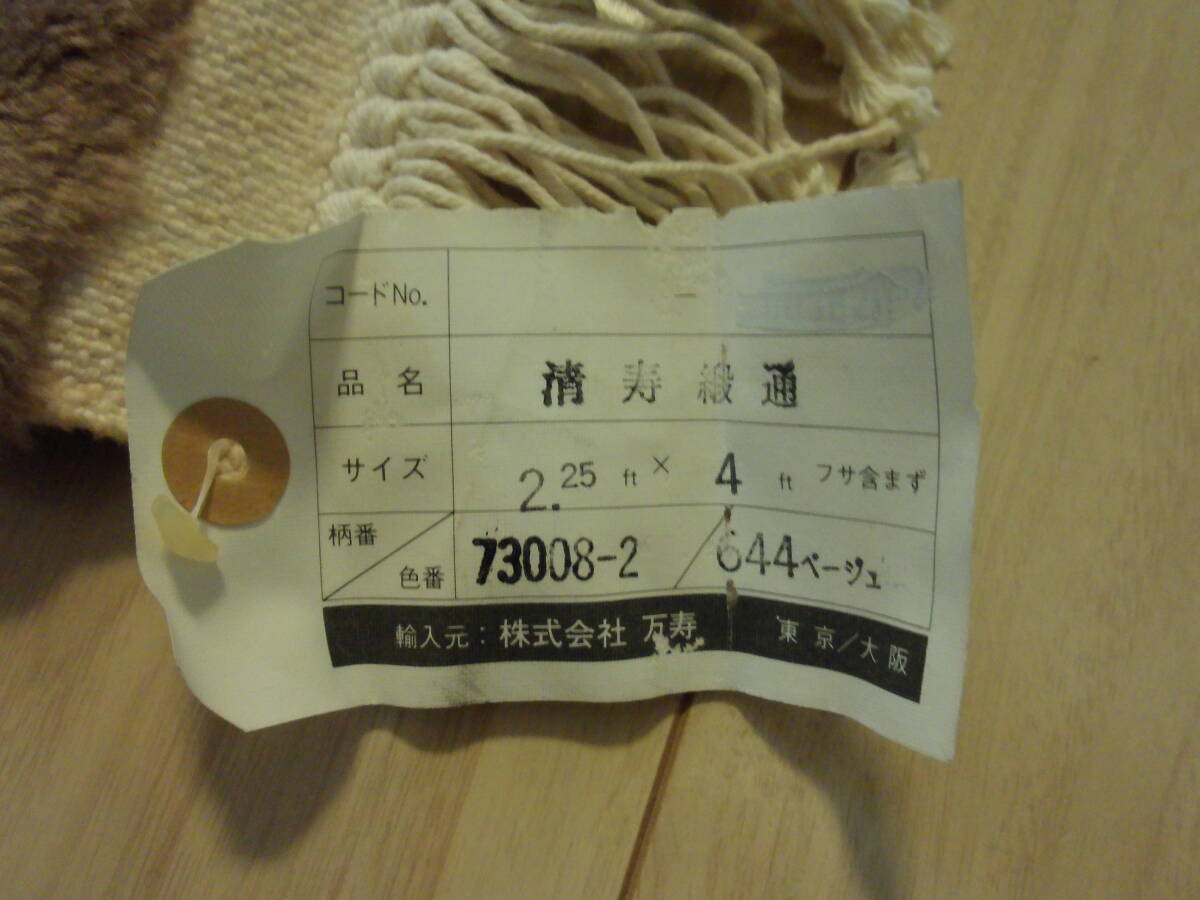 コードNo.
品名 清寿緞通
サイズ 2.25 ft × 4 ft フサ含まず
柄番/色番 73008-2/644ベージュ
輸入元：株式会社 万寿 東京/大阪